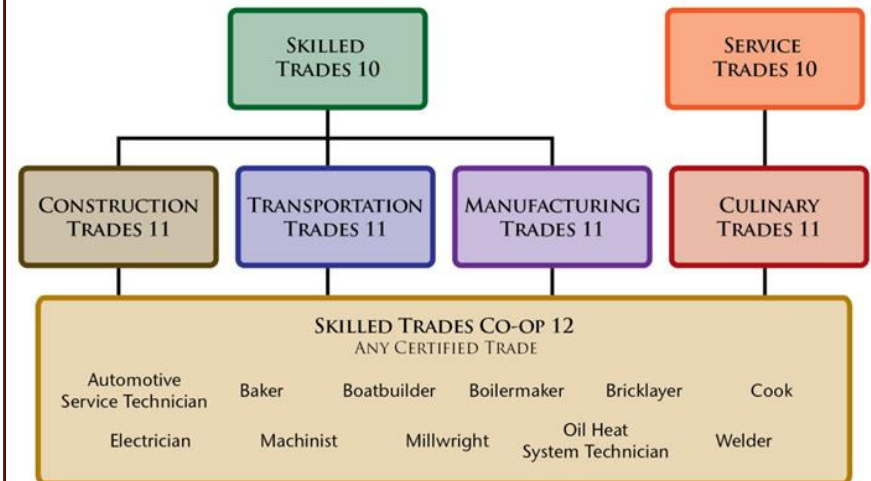 SKILLED
TRADES 10
SERVICE
TRADES 10
CONSTRUCTION
TRADES 11
TRANSPORTATION
TRADES 11
MANUFACTURING
TRADES 11
CULINARY
TRADES 11
SKILLED TRADES CO-OP 12
ANY CERTIFIED TRADE
Automotive
Service Technician
Baker
Boatbuilder
Boilermaker
Bricklayer
Cook
Electrician
Machinist
Millwright
Oil Heat
System Technician
Welder